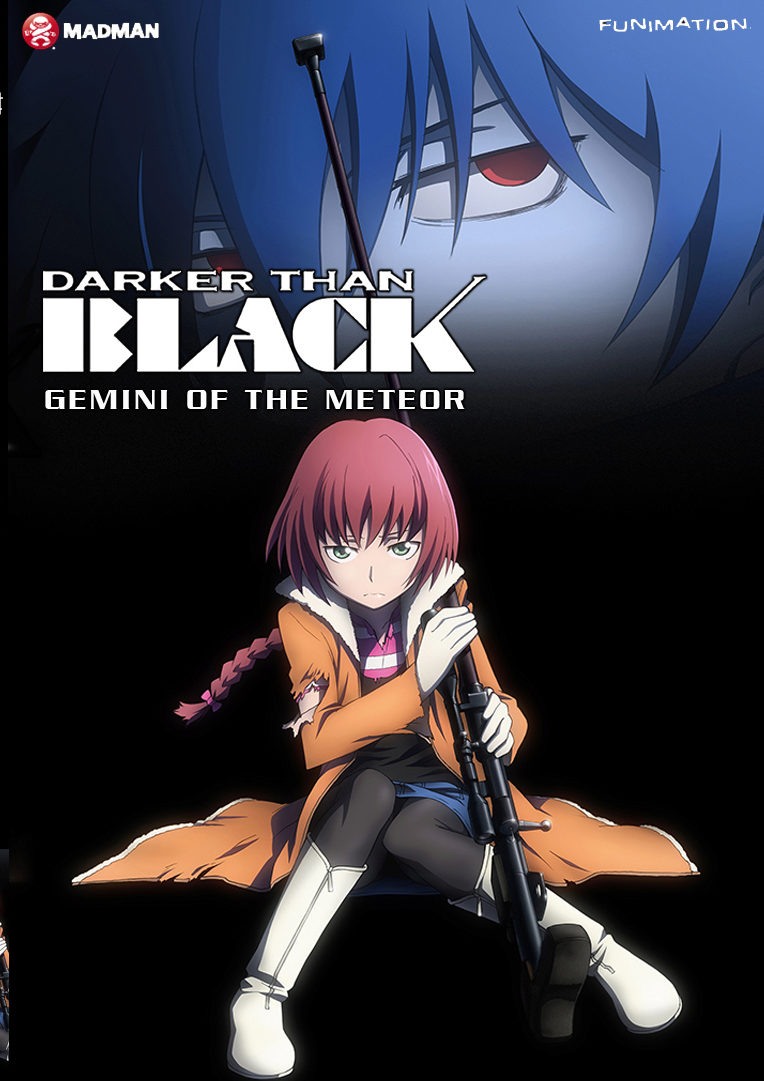 MADMAN
FUNIMATION
DARKER THAN
BLACK
GEMINI OF THE METEOR